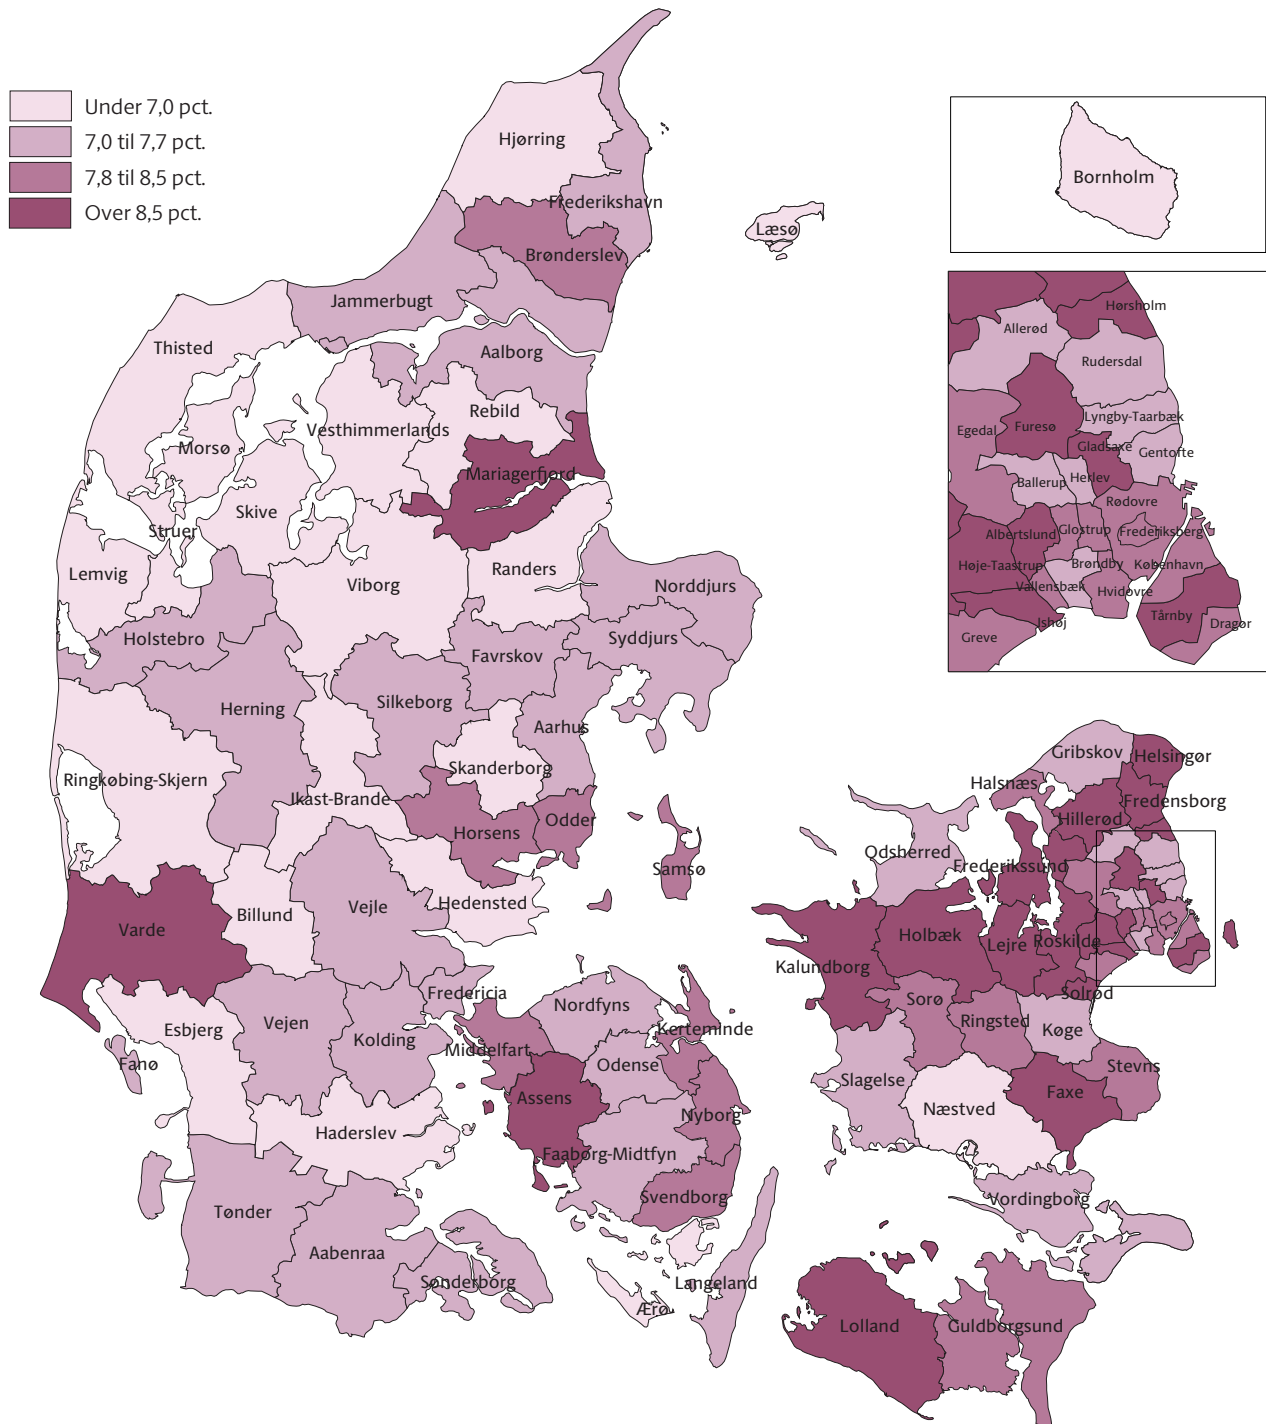 Under 7,0 pct.
7,0 til 7,7 pct.
7,8 til 8,5 pct.
Over 8,5 pct.
Hjørring
Frederikshavn
Læsø
Brønderslev
Jammerbugt
Thisted
Aalborg
Rebild
Vesthimmerlands
Morsø
Mariagerfjord
Skive
Struer
Lemvig
Viborg
Randers
Norddjurs
Holstebro
Favrskov
Syddjurs
Herning
Silkeborg
Aarhus
Skanderborg
Ringkøbing-Skjern
Ikast-Brande
Horsens
Odder
Samsø
Hedensted
Vejle
Billund
Varde
Fredericia
Esbjerg
Vejen
Kolding
Fanø
Haderslev
Tønder
Aabenraa
Sønderborg
Nordfyns
Kerteminde
Middelfart
Odense
Assens
Nyborg
Faaborg-Midtfyn
Svendborg
Langeland
Ærø
Bornholm
Hørsholm
Allerød
Rudersdal
Lyngby-Taarbæk
Egedal
Furesø
Gladsaxe
Gentofte
Ballerup
Herlev
Rødovre
Albertslund
Glostrup
Frederiksberg
Høje-Taastrup
Brøndby
København
Vallensbæk
Hvidovre
Ishøj
Tårnby
Dragør
Greve
Gribskov
Helsingør
Halsnæs
Fredensborg
Hillerød
Odsherred
Frederikssund
Holbæk
Lejre
Roskilde
Kalundborg
Solrød
Sorø
Ringsted
Køge
Stevns
Slagelse
Næstved
Faxe
Vordingborg
Lolland
Guldborgsund